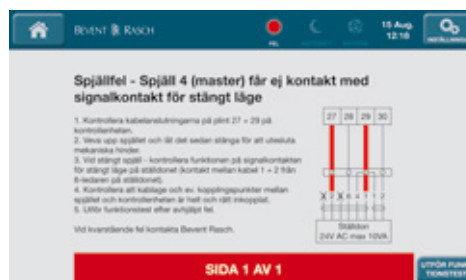 BEVENT RASCH
FEL
15 Aug.
12:18
Spjällfel - Spjäll 4 (master) får ej kontakt med
signalkontakt för stängt läge
1. Kontrollera kabelanslutningarna på plint 27 + 29 på
kontrollenheten.
2. Veva upp spjället och låt det sedan stänga för att utesluta
mekaniska hinder.
3. Vid stängt spjäll - kontrollera funktionen på signalkontakten
för stängt läge på ställdonet (kontakt mellan kabel 1 + 2 från
6-ledaren på ställdonet).
4. Kontrollera att kablage och ev. kopplingspunkter mellan
spjället och kontrollenheten är helt och rätt inkopplat.
5. Utför funktionstest efter avhjälpt fel.
Vid kvarstående fel kontakta Bevent Rasch.
27 28 29 30
Ställdon
24V AC max 10VA
SIDA 1 AV 1